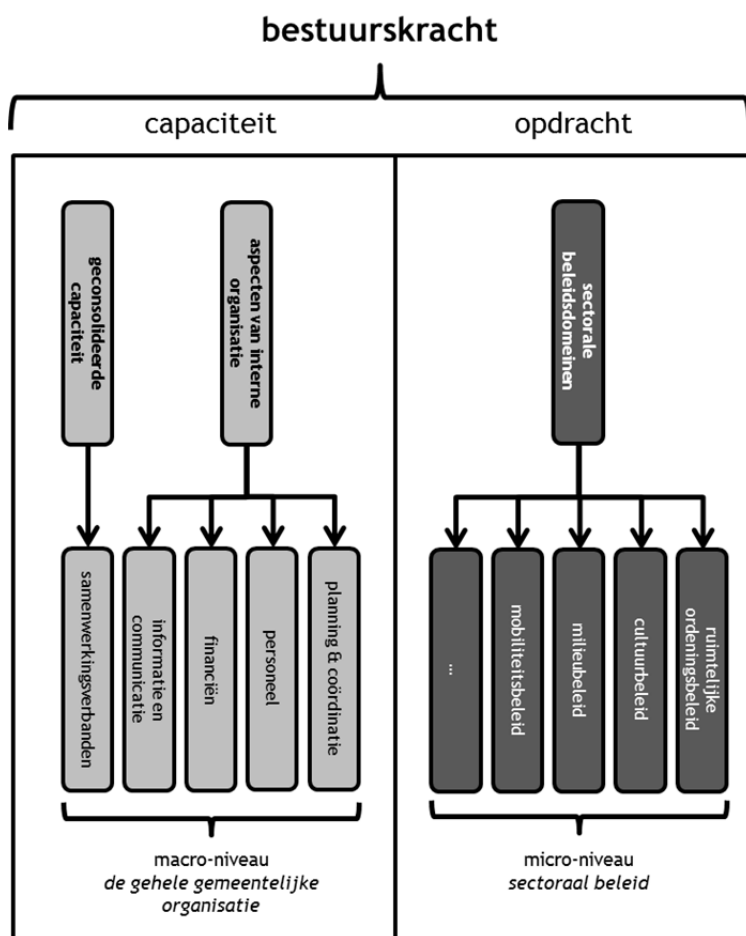 bestuurskracht
capaciteit
opdracht
geconsolideerde
capaciteit
aspecten van interne
organisatie
sectorale
beleidsdomeinen
samenwerkingsverbanden
informatie en
communicatie
financiën
personeel
planning & coördinatie
...
mobiliteitsbeleid
milieubeleid
cultuurbeleid
ruimtelijke
ordeningsbeleid
macro-niveau
de gehele gemeentelijke
organisatie
micro-niveau
sectoraal beleid